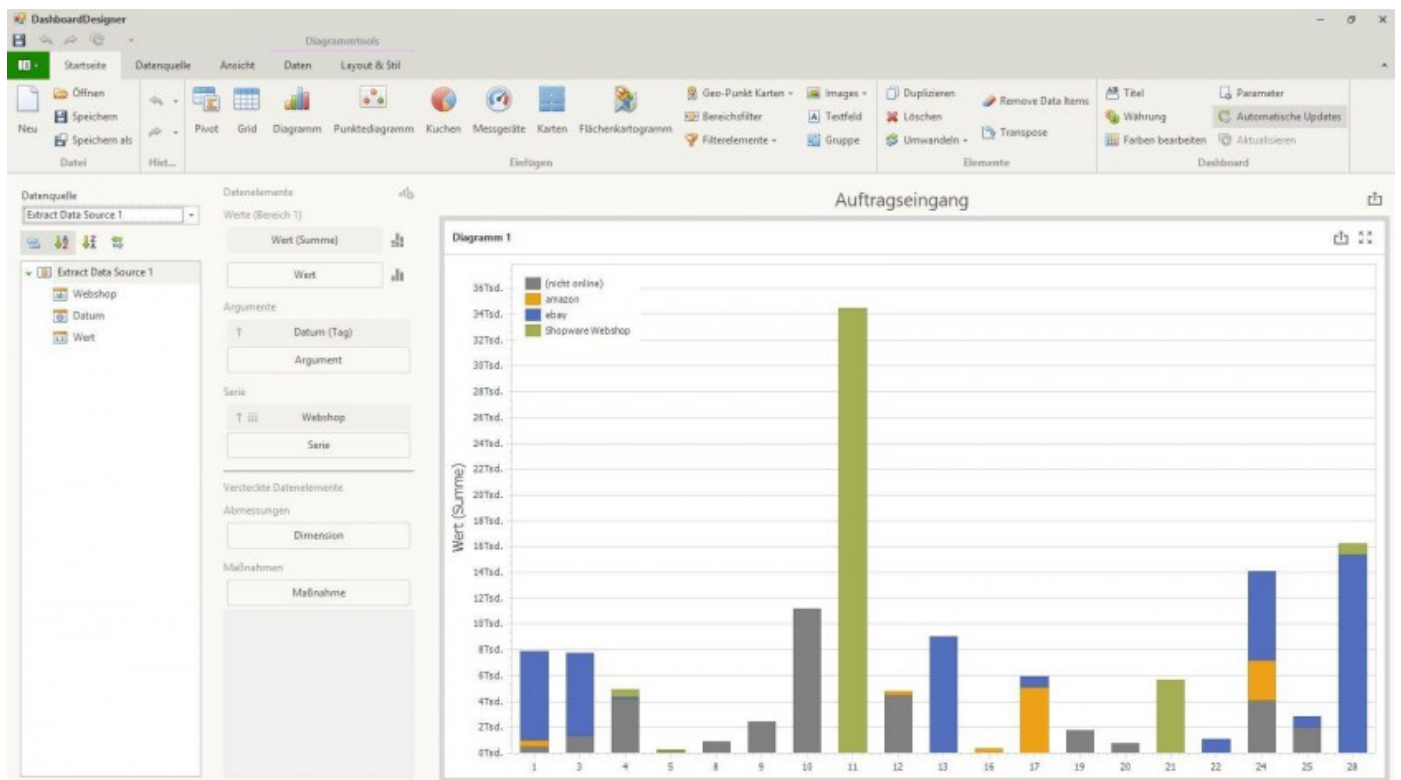 DashboardDesigner
Diagrammtools
Startseite Datenquelle Ansicht Daten Layout & Stil
Neu
Öffnen
Speichern
Speichern als
Datei
Hist...
Pivot Grid Diagramm Punktediagramm Kuchen Messgeräte Karten Flächenkartogramm
Geo-Punkt Karten
Bereichsfilter
Filterelemente
Images
Textfeld
Gruppe
Einfügen
Duplizieren
Löschen
Umwandeln
Remove Data Items
Transpose
Elemente
Titel
Währung
Farben bearbeiten
Parameter
Automatische Updates
Aktualisieren
Dashboard
Datenquelle
Extract Data Source 1
Extract Data Source 1
Webshop
Datum
Wert
Datenelemente
Werte (Bereich 1)
Wert (Summe)
Wert
Argumente
Datum (Tag)
Argument
Serie
Webshop
Serie
Versteckte Datenelemente
Abmessungen
Dimension
Maßnahmen
Maßnahme
Auftragseingang
Diagramm 1
(nicht online)
amazon
ebay
Shopware Webshop
Wert (Summe)
36Tsd.
34Tsd.
32Tsd.
30Tsd.
28Tsd.
26Tsd.
24Tsd.
22Tsd.
20Tsd.
18Tsd.
16Tsd.
14Tsd.
12Tsd.
10Tsd.
8Tsd.
6Tsd.
4Tsd.
2Tsd.
0Tsd.
1 3 4 5 8 9 10 11 12 13 16 17 19 20 21 22 24 25 28